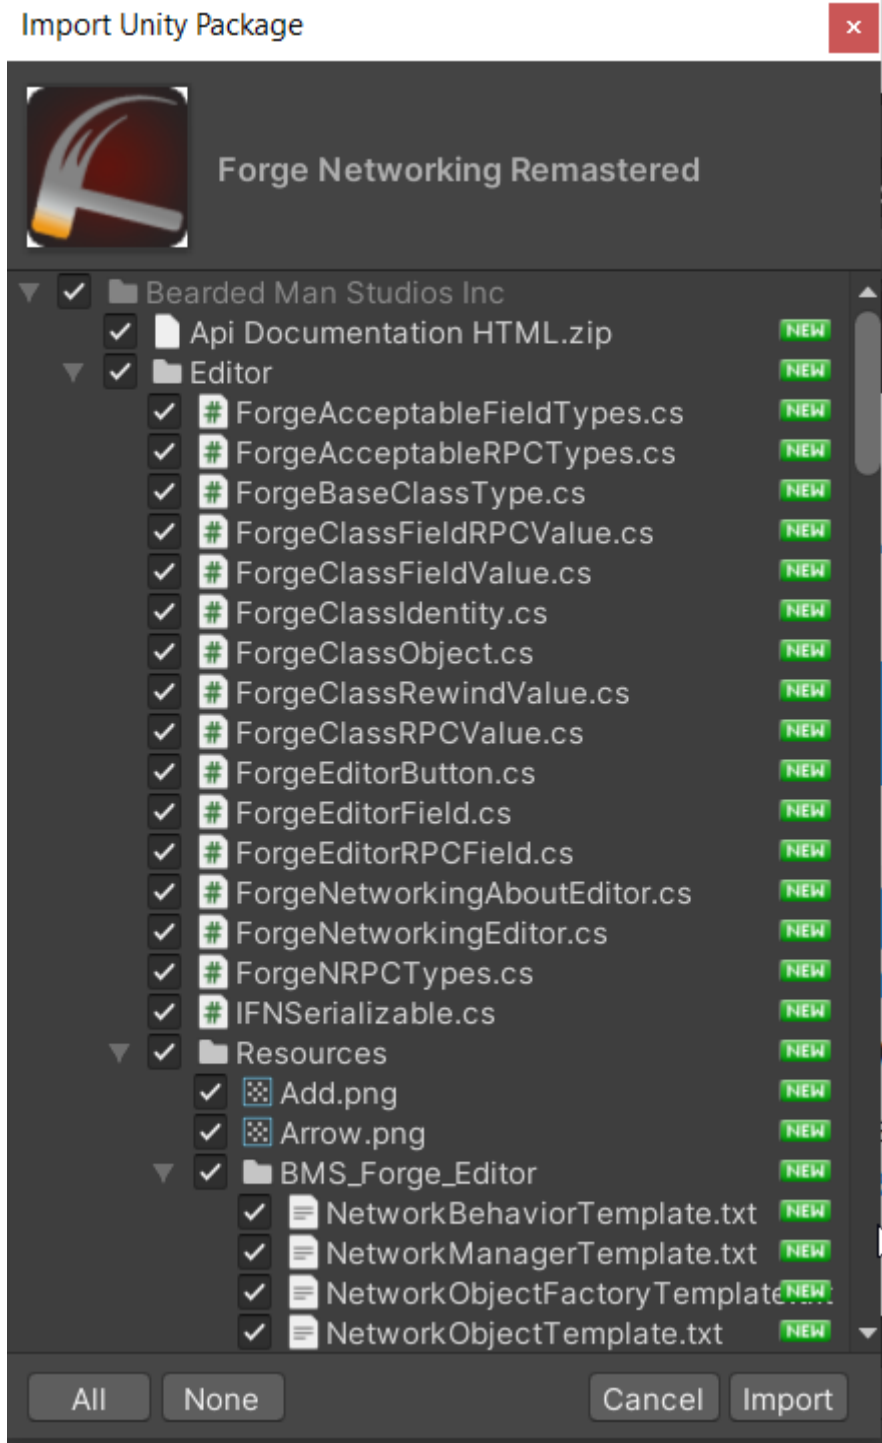 Import Unity Package
Forge Networking Remastered
Bearded Man Studios Inc
Api Documentation HTML.zip NEW
Editor NEW
ForgeAcceptableFieldTypes.cs NEW
ForgeAcceptableRPCTypes.cs NEW
ForgeBaseClassType.cs NEW
ForgeClassFieldRPCValue.cs NEW
ForgeClassFieldValue.cs NEW
ForgeClassIdentity.cs NEW
ForgeClassObject.cs NEW
ForgeClassRewindValue.cs NEW
ForgeClassRPCValue.cs NEW
ForgeEditorButton.cs NEW
ForgeEditorField.cs NEW
ForgeEditorRPCField.cs NEW
ForgeNetworkingAboutEditor.cs NEW
ForgeNetworkingEditor.cs NEW
ForgeNRPCTypes.cs NEW
IFNSerializable.cs NEW
Resources NEW
Add.png NEW
Arrow.png NEW
BMS_Forge_Editor NEW
NetworkBehaviorTemplate.txt NEW
NetworkManagerTemplate.txt NEW
NetworkObjectFactoryTemplate.txt NEW
NetworkObjectTemplate.txt NEW
All None Cancel Import